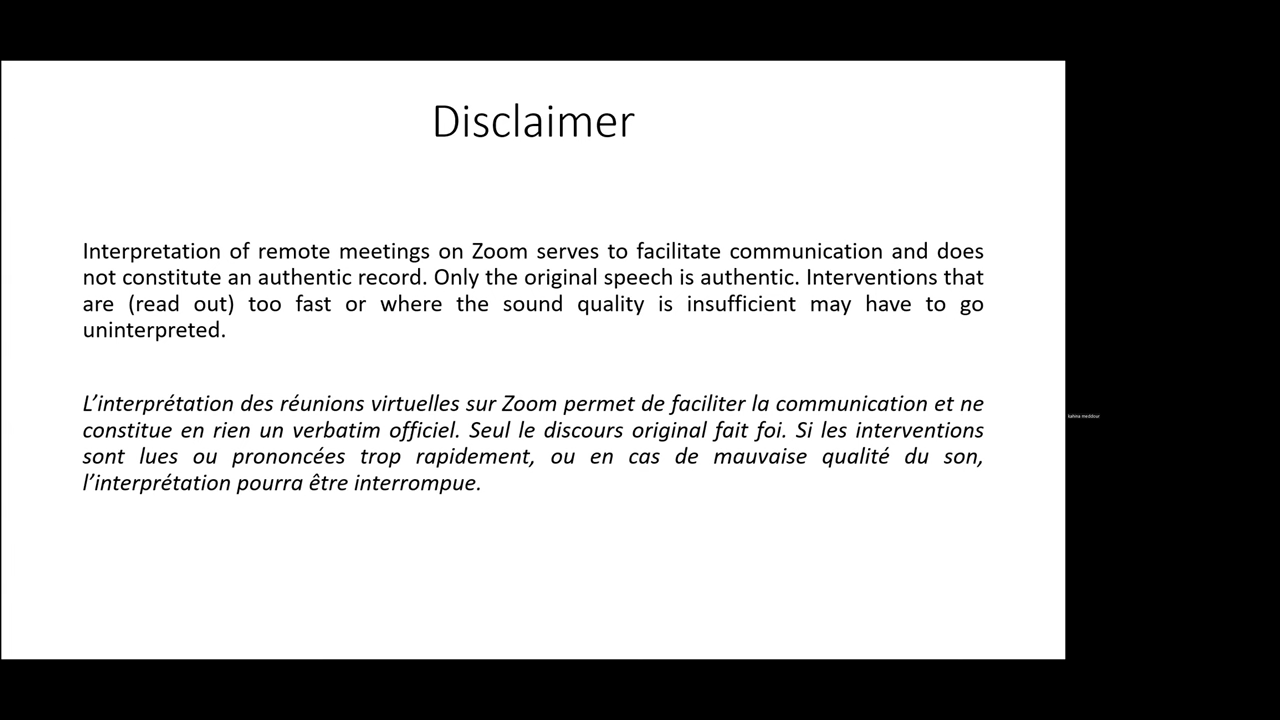 Disclaimer
Interpretation of remote meetings on Zoom serves to facilitate communication and does
not constitute an authentic record. Only the original speech is authentic. Interventions that
are (read out) too fast or where the sound quality is insufficient may have to go
uninterpreted.
L’interprétation des réunions virtuelles sur Zoom permet de faciliter la communication et ne
constitue en rien un verbatim officiel. Seul le discours original fait foi. Si les interventions
sont lues ou prononcées trop rapidement, ou en cas de mauvaise qualité du son,
l’interprétation pourra être interrompue.
kahina meddour